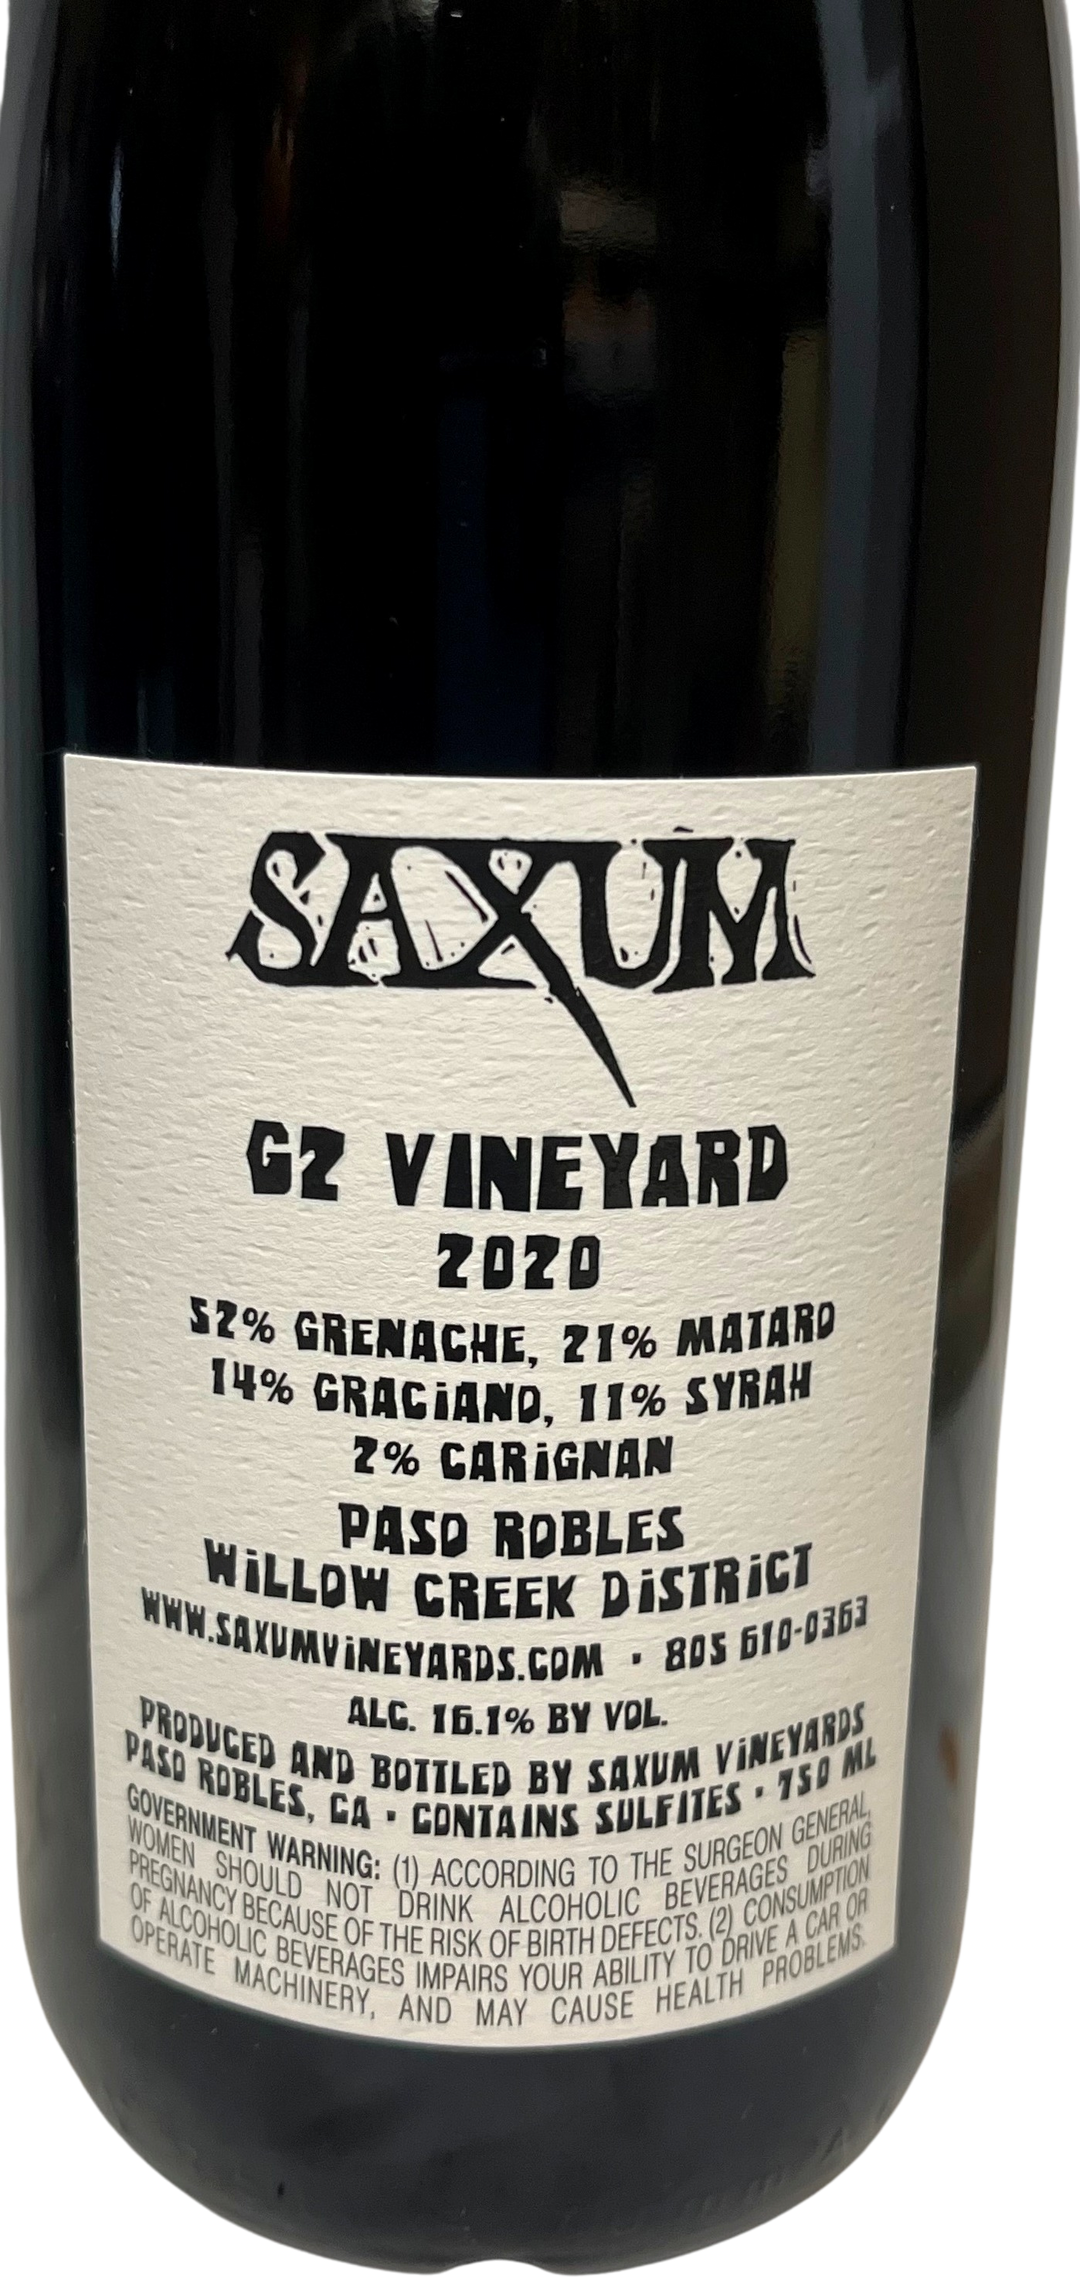 SAXUM
G2 VINEYARD
2020
52% GRENACHE, 21% MATARO
14% GRACiANO, 11% SYRAH
2% CARiGNAN
PASO ROBLES
WiLLOW CREEK DiSTRiCT
WWW.SAXUMViNEYARDS.COM · 805 610-0363
ALC. 16.1% BY VOL.
PRODUCED AND BOTTLED BY SAXUM ViNEYARDS
PASO ROBLES, CA · CONTAINS SULFITES · 750 ML
GOVERNMENT WARNING: (1) ACCORDING TO THE SURGEON GENERAL,
WOMEN SHOULD NOT DRINK ALCOHOLIC BEVERAGES DURING
PREGNANCY BECAUSE OF THE RISK OF BIRTH DEFECTS. (2) CONSUMPTION
OF ALCOHOLIC BEVERAGES IMPAIRS YOUR ABILITY TO DRIVE A CAR OR
OPERATE MACHINERY, AND MAY CAUSE HEALTH PROBLEMS.